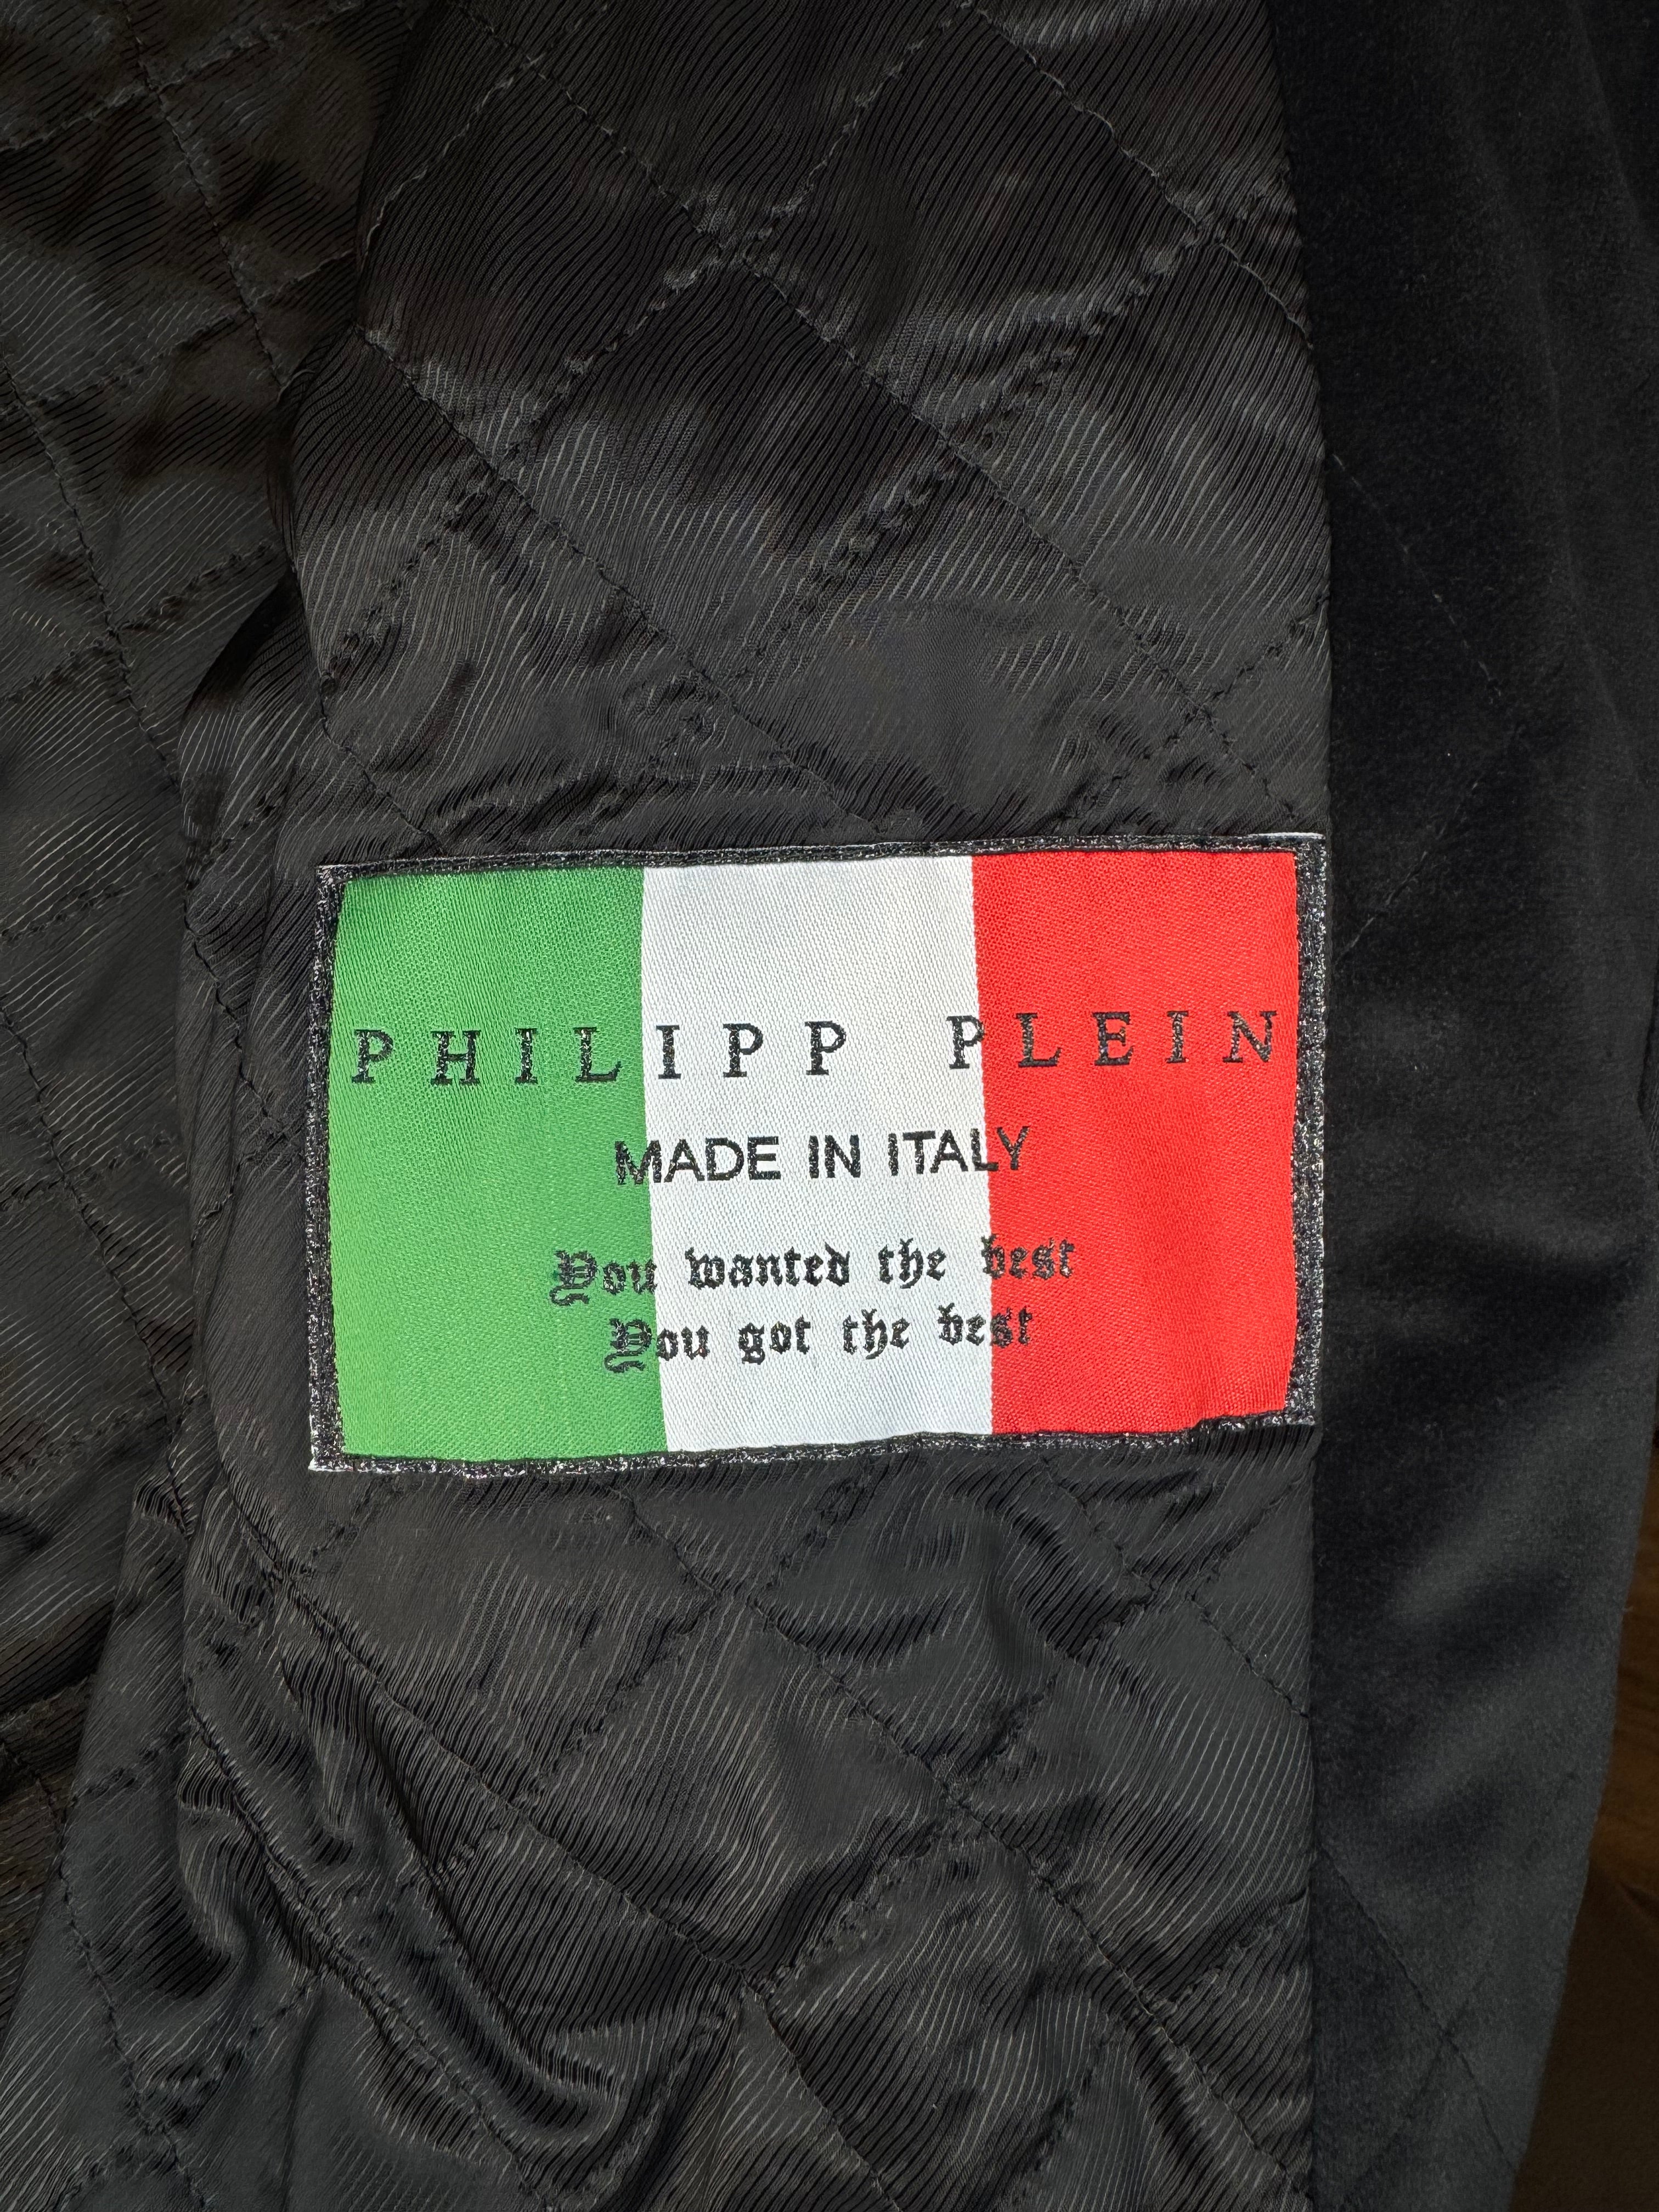 PHILIPP PLEIN
MADE IN ITALY
You wanted the best
You got the best